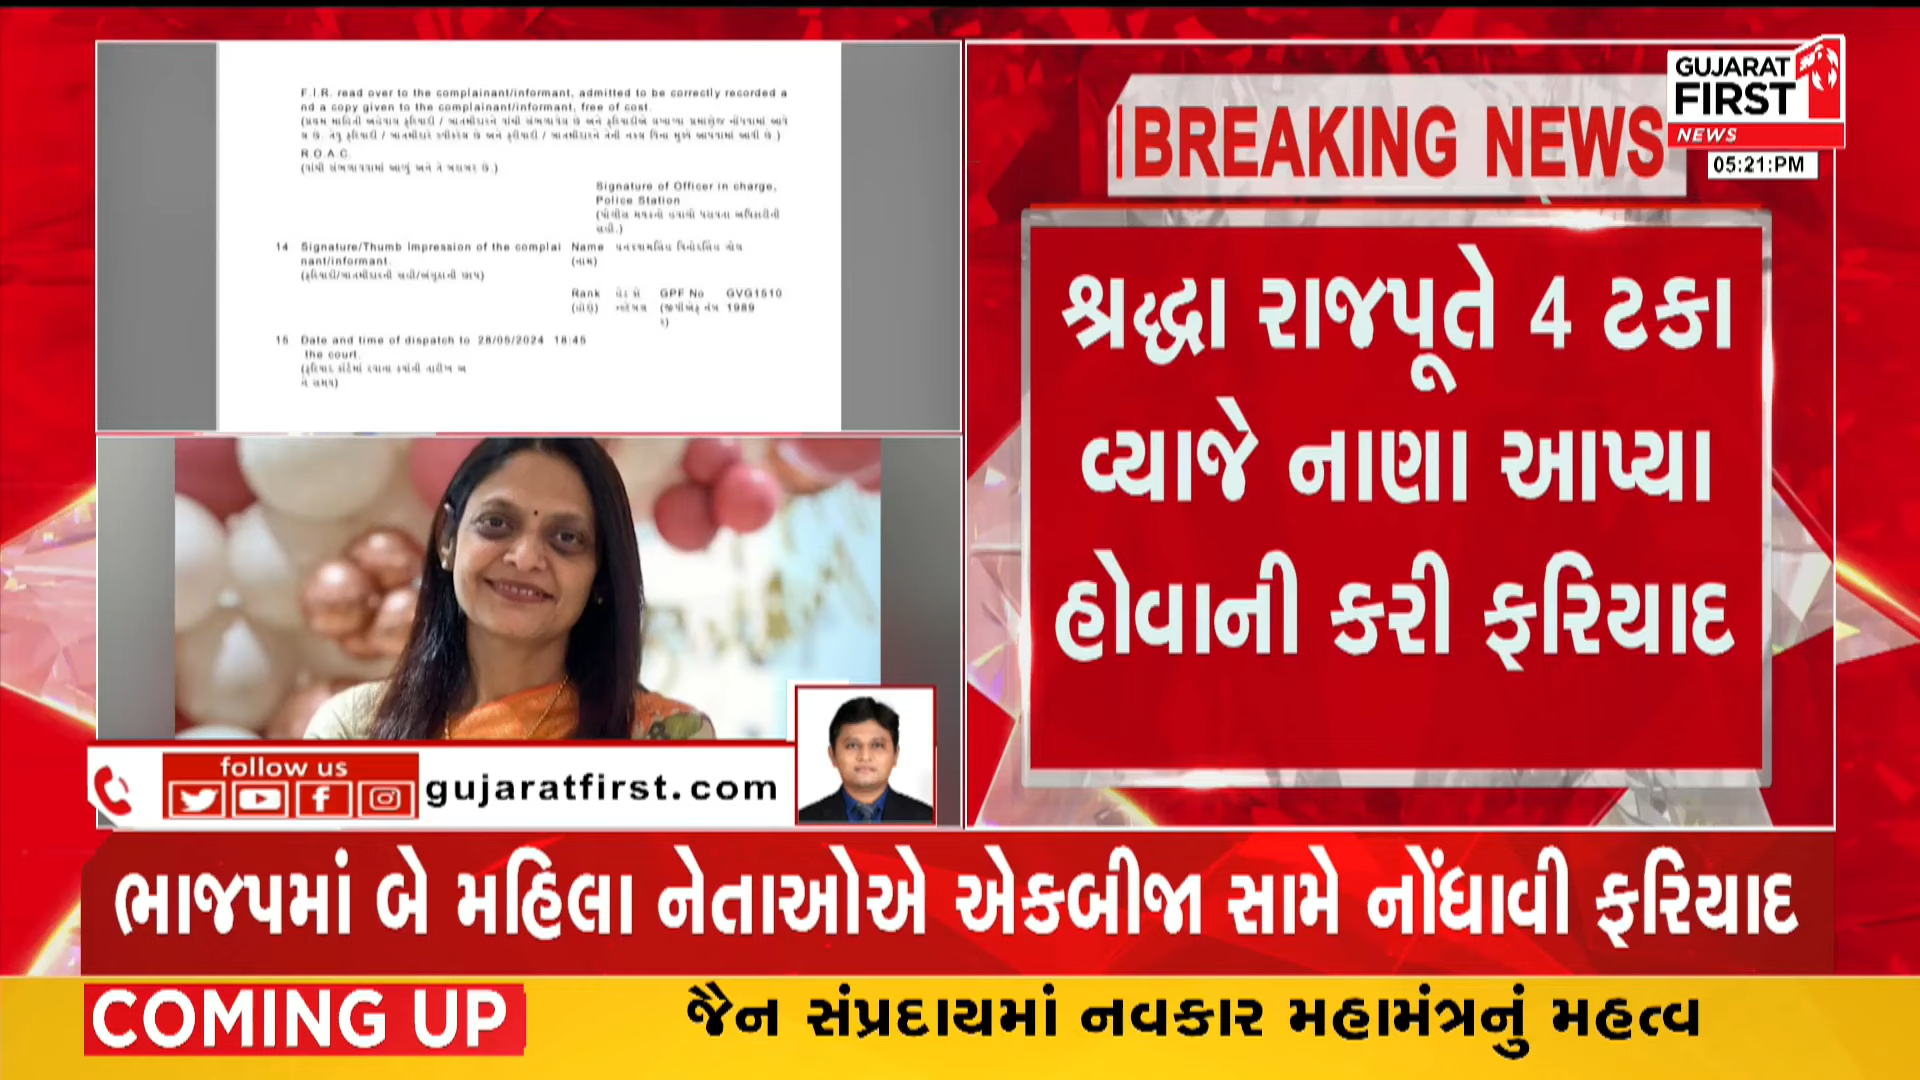 F.I.R. read over to the complainant/informant, admitted to be correctly recorded a
nd a copy given to the complainant/informant, free of cost.
R.O.A.C.
Signature of Officer in charge,
Police Station
14 Signature/Thumb Impression of the complai Name
nant/informant. (નામ)
Rank GPF No GVG1510
1989
15 Date and time of dispatch to 28/05/2024 18:45
the court.
BREAKING NEWS
GUJARAT
FIRST
NEWS
05:21:PM
શ્રદ્ધા રાજપૂતે 4 ટકા
વ્યાજે નાણા આપ્યા
હોવાની કરી ફરિયાદ
follow us
gujaratfirst.com
ભાજપમાં બે મહિલા નેતાઓએ એકબીજા સામે નોંધાવી ફરિયાદ
COMING UP
જૈન સંપ્રદાયમાં નવકાર મહામંત્રનું મહત્વ